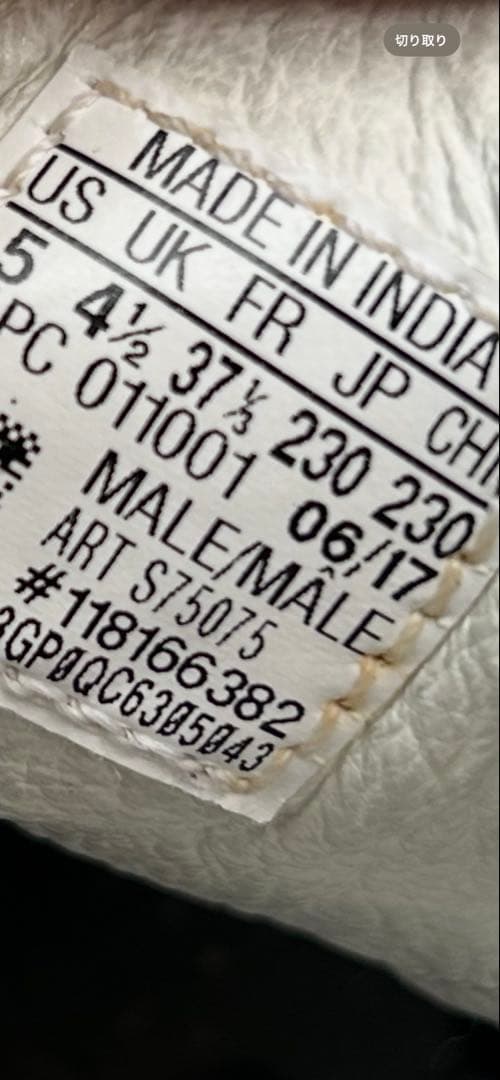 切り取り
MADE IN INDIA
US UK FR JP
5 4½ 37⅓ 230 230
PC 011001 06/17
MALE/MÂLE
ART S75075
#118166382
GPØQC63Ø5Ø43